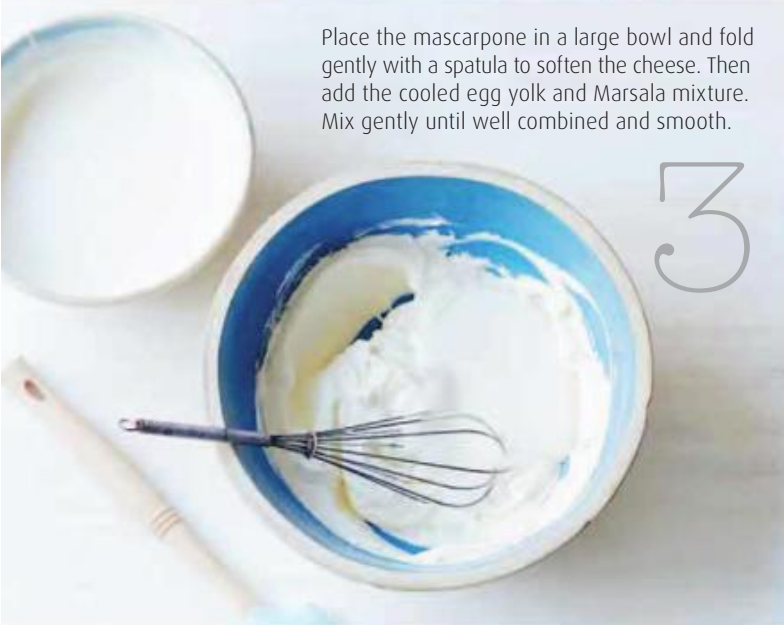 Place the mascarpone in a large bowl and fold
gently with a spatula to soften the cheese. Then
add the cooled egg yolk and Marsala mixture.
Mix gently until well combined and smooth.
3